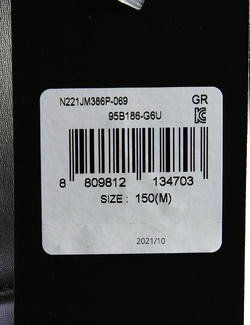 N221JM386P-069 GR
95B186-G6U
8 809812 134703
SIZE : 150(M)
2021/10